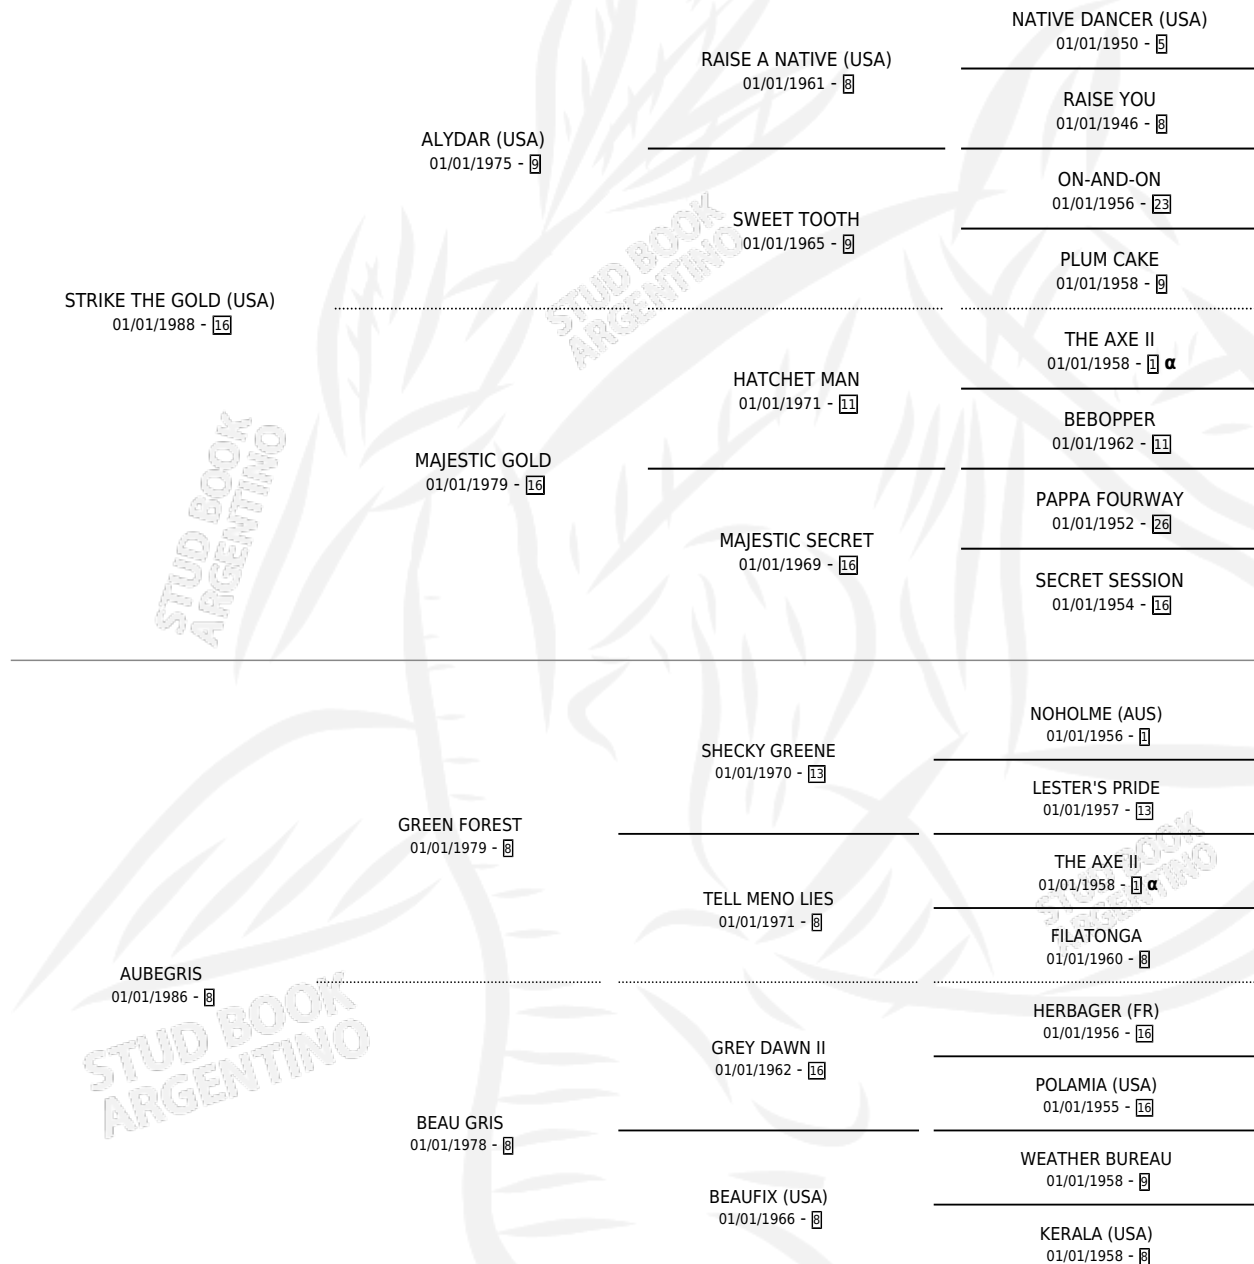 NATIVE DANCER (USA)
01/01/1950 - 5
RAISE A NATIVE (USA)
01/01/1961 - 8
RAISE YOU
01/01/1946 - 8
ALYDAR (USA)
01/01/1975 - 9
ON-AND-ON
01/01/1956 - 23
SWEET TOOTH
01/01/1965 - 9
PLUM CAKE
01/01/1958 - 9
STRIKE THE GOLD (USA)
01/01/1988 - 16
THE AXE II
01/01/1958 - 1 α
HATCHET MAN
01/01/1971 - 11
BEBOPPER
01/01/1962 - 11
MAJESTIC GOLD
01/01/1979 - 16
PAPPA FOURWAY
01/01/1952 - 26
MAJESTIC SECRET
01/01/1969 - 16
SECRET SESSION
01/01/1954 - 16
STUD BOOK
ARGENTINO
STUD BOOK
ARGENTINO
NOHOLME (AUS)
01/01/1956 - 1
SHECKY GREENE
01/01/1970 - 13
LESTER'S PRIDE
01/01/1957 - 13
GREEN FOREST
01/01/1979 - 8
THE AXE II
01/01/1958 - 1 α
TELL MENO LIES
01/01/1971 - 8
FILATONGA
01/01/1960 - 8
AUBEGRIS
01/01/1986 - 8
HERBAGER (FR)
01/01/1956 - 16
GREY DAWN II
01/01/1962 - 16
POLAMIA (USA)
01/01/1955 - 16
BEAU GRIS
01/01/1978 - 8
WEATHER BUREAU
01/01/1958 - 9
BEAUFIX (USA)
01/01/1966 - 8
KERALA (USA)
01/01/1958 - 8
STUD BOOK
ARGENTINO
STUD BOOK
ARGENTINO